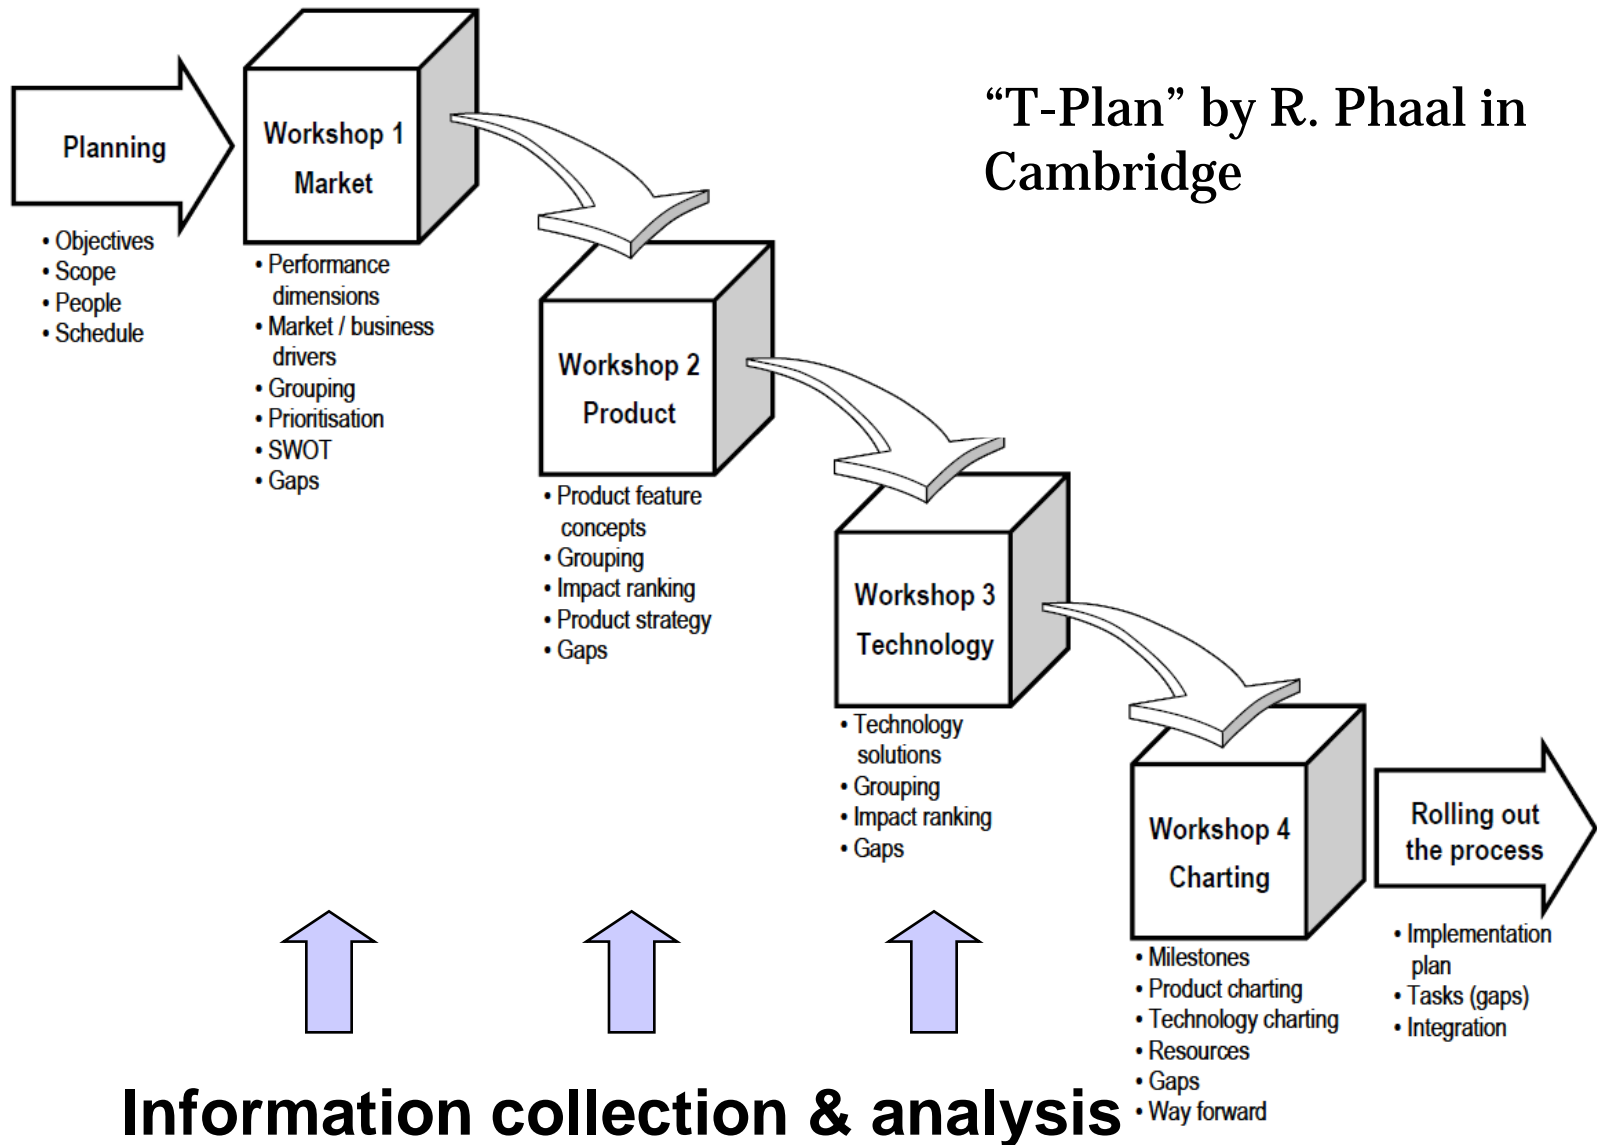 “T-Plan” by R. Phaal in
Cambridge
Planning
• Objectives
• Scope
• People
• Schedule
Workshop 1
Market
• Performance
dimensions
• Market / business
drivers
• Grouping
• Prioritisation
• SWOT
• Gaps
Workshop 2
Product
• Product feature
concepts
• Grouping
• Impact ranking
• Product strategy
• Gaps
Workshop 3
Technology
• Technology
solutions
• Grouping
• Impact ranking
• Gaps
Workshop 4
Charting
• Milestones
• Product charting
• Technology charting
• Resources
• Gaps
• Way forward
Rolling out
the process
• Implementation
plan
• Tasks (gaps)
• Integration
Information collection & analysis